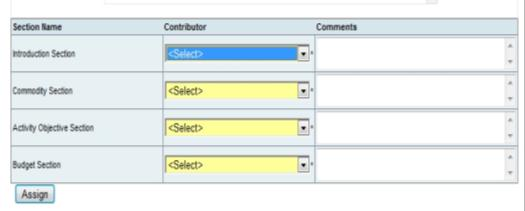 Section Name Contributor Comments
Introduction Section <Select> *
Commodity Section <Select> *
Activity Objective Section <Select> *
Budget Section <Select> *
Assign